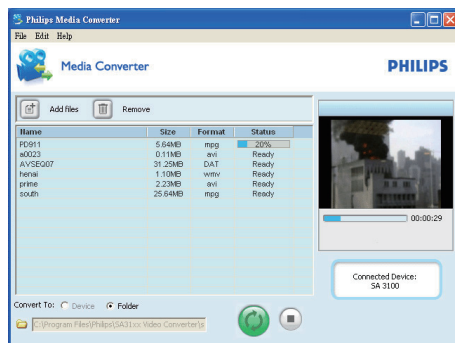 Philips Media Converter
File Edit Help
Media Converter
PHILIPS
Add files Remove
Name Size Format Status
PD911 5.64MB mpg 20%
a0023 0.11MB avi Ready
AVSEQ07 31.25MB DAT Ready
henai 1.10MB wmv Ready
prime 2.23MB avi Ready
south 25.64MB mpg Ready
00:00:29
Connected Device:
SA 3100
Convert To: Device Folder
C:\Program Files\Philips\SA31xx Video Converter\s